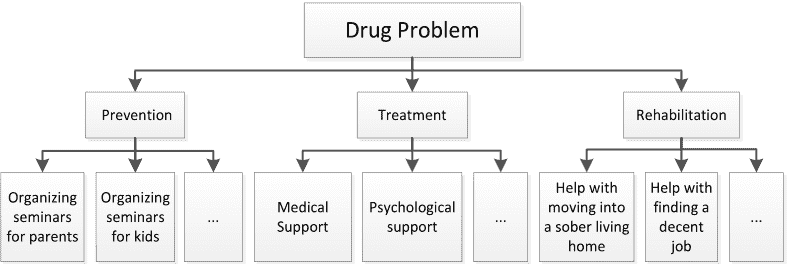 Drug Problem
Prevention
Treatment
Rehabilitation
Organizing
seminars
for parents
Organizing
seminars
for kids
...
Medical
Support
Psychological
support
...
Help with
moving into
a sober living
home
Help with
finding a
decent
job
...